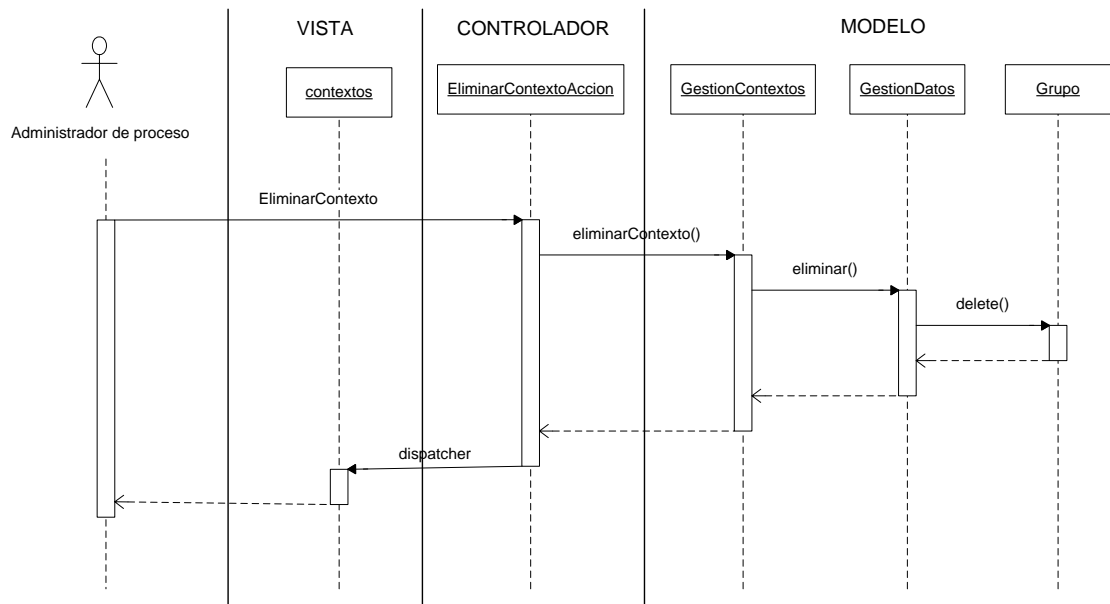 VISTA
CONTROLADOR
MODELO
contextos
EliminarContextoAccion
GestionContextos
GestionDatos
Grupo
Administrador de proceso
EliminarContexto
eliminarContexto()
eliminar()
delete()
dispatcher